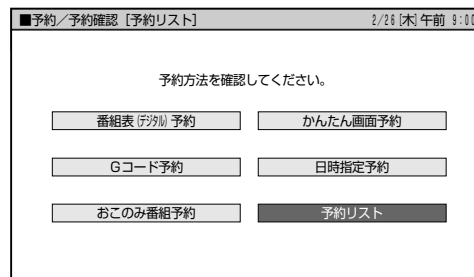 ■予約／予約確認［予約リスト］ 2/26[木]午前 9:00
予約方法を確認してください。
番組表(デジタル)予約 かんたん画面予約
Gコード予約 日時指定予約
おこのみ番組予約 予約リスト